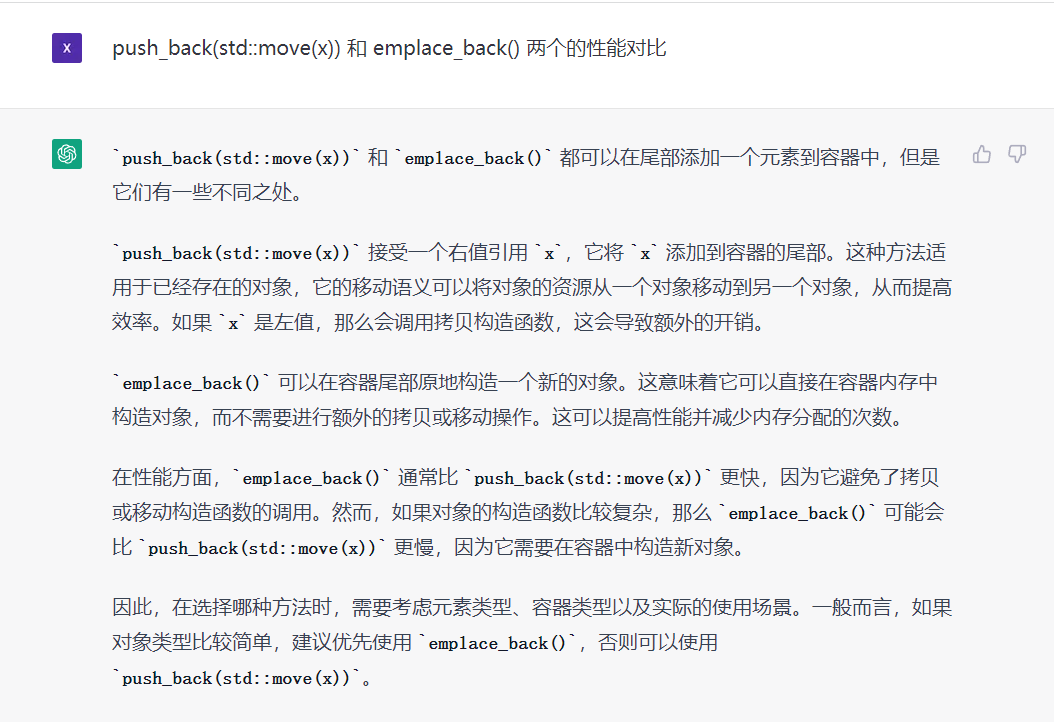 X
push_back(std::move(x)) 和 emplace_back() 两个的性能对比
`push_back(std::move(x))` 和 `emplace_back()` 都可以在尾部添加一个元素到容器中，但是
它们有一些不同之处。
`push_back(std::move(x))` 接受一个右值引用 `x`，它将 `x` 添加到容器的尾部。这种方法适
用于已经存在的对象，它的移动语义可以将对象的资源从一个对象移动到另一个对象，从而提高
效率。如果 `x` 是左值，那么会调用拷贝构造函数，这会导致额外的开销。
`emplace_back()` 可以在容器尾部原地构造一个新的对象。这意味着它可以直接在容器内存中
构造对象，而不需要进行额外的拷贝或移动操作。这可以提高性能并减少内存分配的次数。
在性能方面，`emplace_back()` 通常比 `push_back(std::move(x))` 更快，因为它避免了拷贝
或移动构造函数的调用。然而，如果对象的构造函数比较复杂，那么 `emplace_back()` 可能会
比 `push_back(std::move(x))` 更慢，因为它需要在容器中构造新对象。
因此，在选择哪种方法时，需要考虑元素类型、容器类型以及实际的使用场景。一般而言，如果
对象类型比较简单，建议优先使用 `emplace_back()`，否则可以使用
`push_back(std::move(x))`。